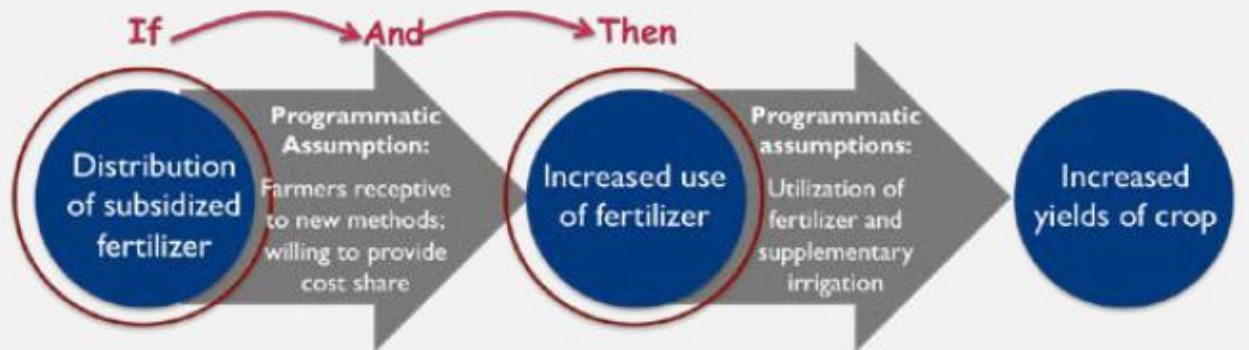 If And Then
Distribution
of subsidized
fertilizer
Programmatic
Assumption:
Farmers receptive
to new methods;
willing to provide
cost share
Increased use
of fertilizer
Programmatic
assumptions:
Utilization of
fertilizer and
supplementary
irrigation
Increased
yields of crop